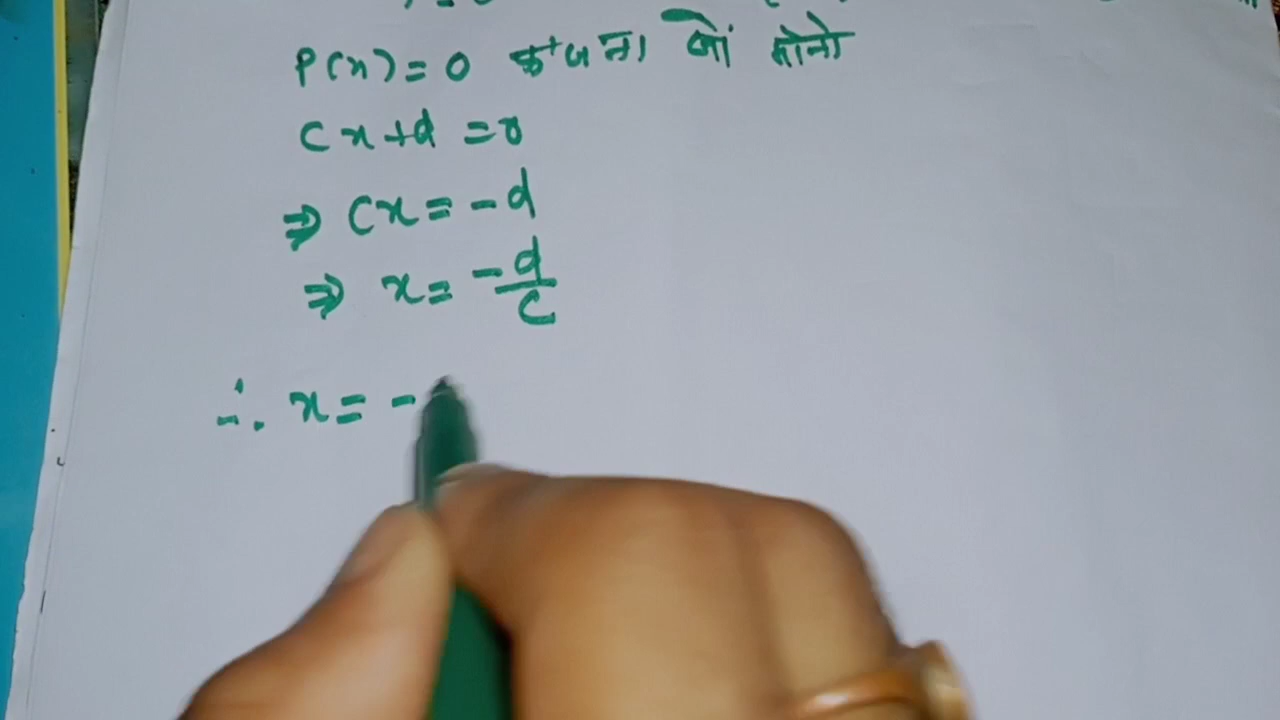 P(x) = 0
Cx + d = 0
⇒ Cx = - d
⇒ x = - d/C
∴ x = -